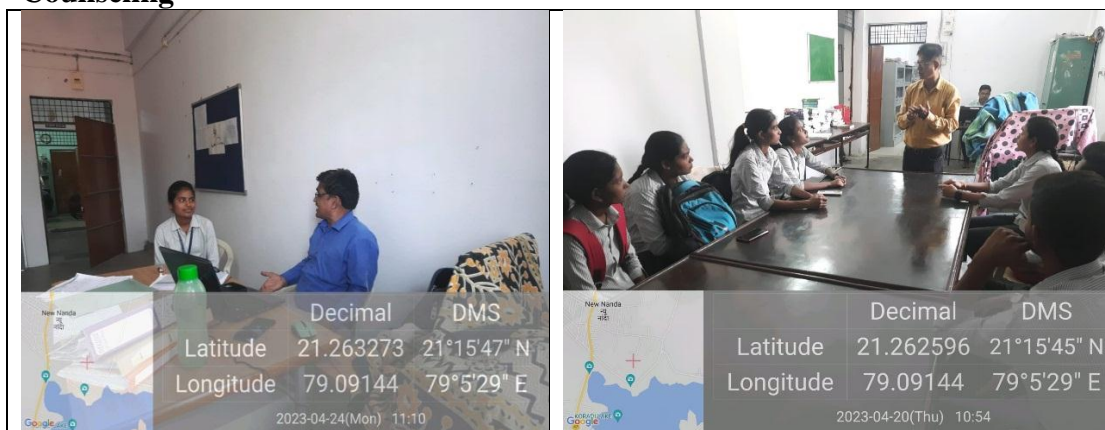 Counseling
New Nanda
Decimal DMS
Latitude 21.263273 21°15'47" N
Longitude 79.09144 79°5'29" E
2023-04-24(Mon) 11:10
Google
New Nanda
Decimal DMS
Latitude 21.262596 21°15'45" N
Longitude 79.09144 79°5'29" E
2023-04-20(Thu) 10:54
Google